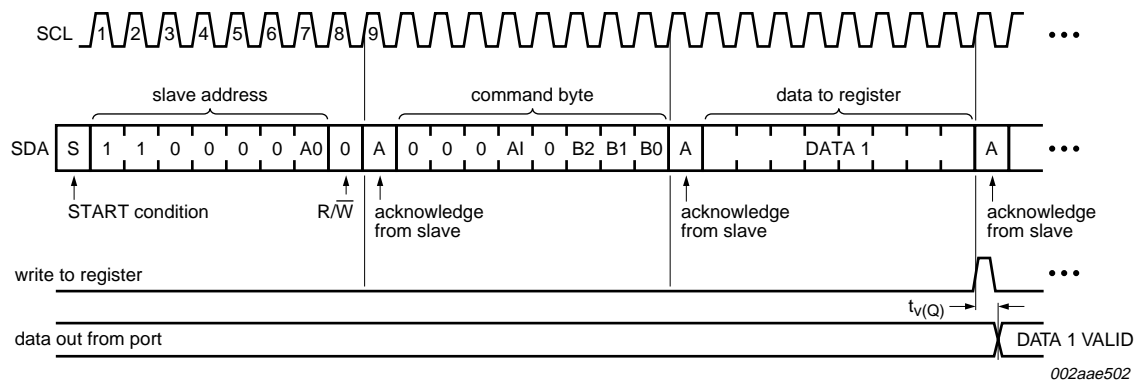 SCL 1 2 3 4 5 6 7 8 9
slave address command byte data to register
SDA S 1 1 0 0 0 0 A0 0 A 0 0 0 AI 0 B2 B1 B0 A DATA 1 A
START condition R/W̅ acknowledge from slave acknowledge from slave acknowledge from slave
write to register
tv(Q)
data out from port DATA 1 VALID
002aae502